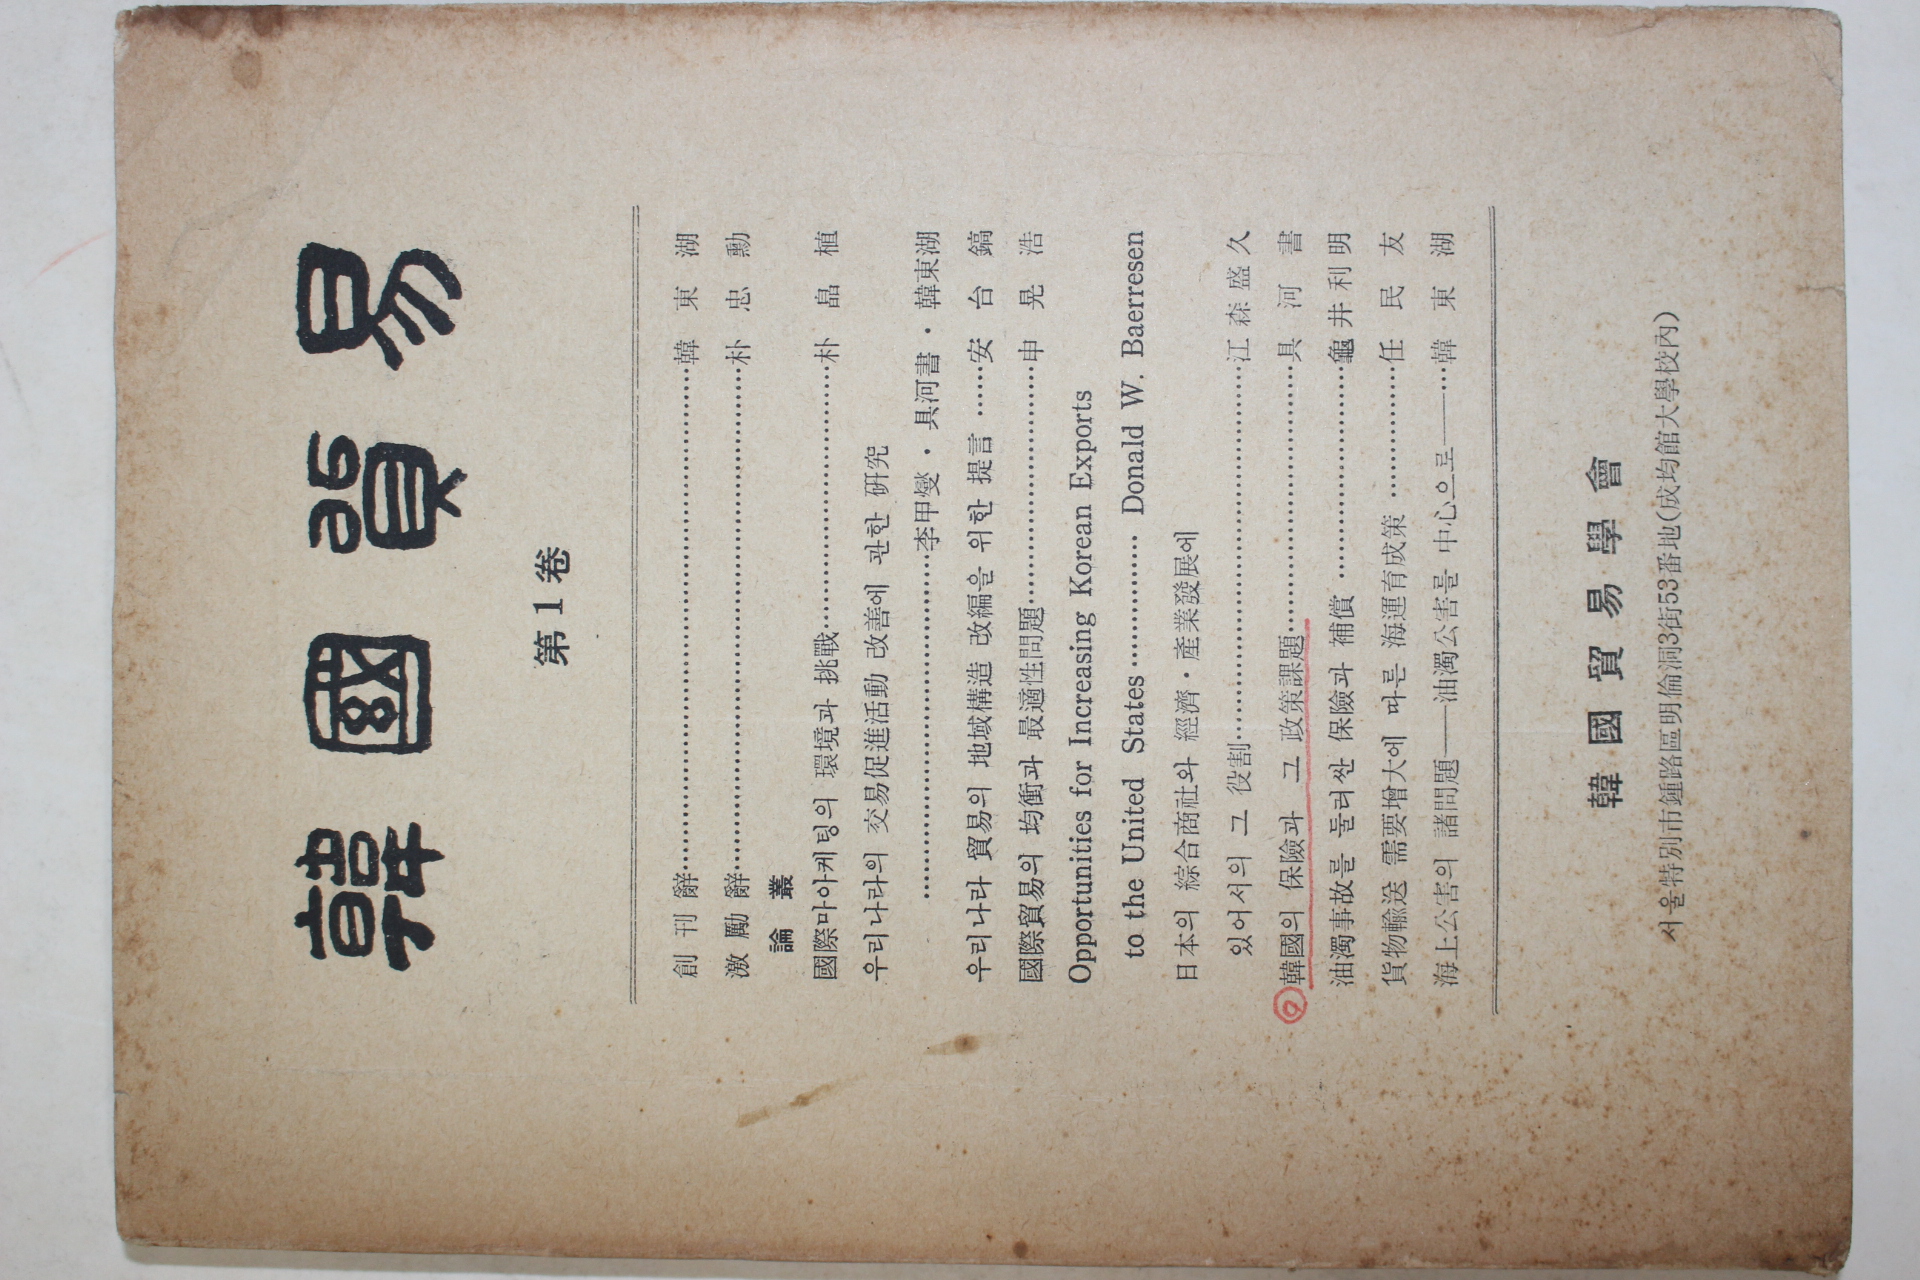 韓國貿易
第1卷
創刊辭……………韓東湖
激勵辭……………朴忠勳
論叢
國際마아케팅의 環境과 挑戰……………朴晶植
우리나라의 交易促進活動 改善에 관한 硏究
……………李甲燮・具河書・韓東湖
우리나라 貿易의 地域構造 改編을 위한 提言……安台鎬
國際貿易의 均衝과 最適性問題……………申晃浩
Opportunities for Increasing Korean Exports
to the United States…………… Donald W. Baerresen
日本의 綜合商社와 經濟・產業發展에
있어서의 그 役割……………江森盛久
韓國의 保險과 그 政策課題……………具河書
油濁事故를 둘러싼 保險과 補償……………龜井利明
貨物輸送 需要增大에 따른 海運育成策……………任民友
海上公害의 諸問題——油濁公害를 中心으로——……韓東湖
韓國貿易學會
서울特別市鍾路區明倫洞3街53番地(成均館大學校內)